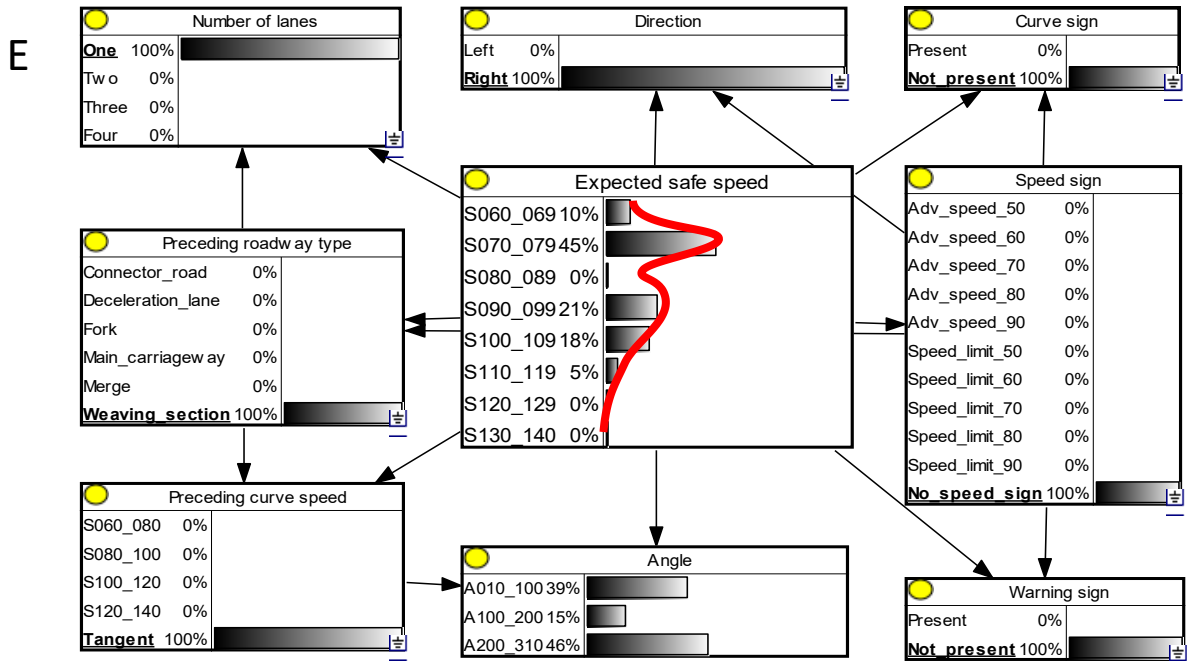 E
Number of lanes
One 100%
Two 0%
Three 0%
Four 0%
Direction
Left 0%
Right 100%
Curve sign
Present 0%
Not_present 100%
Preceding roadway type
Connector_road 0%
Deceleration_lane 0%
Fork 0%
Main_carriageway 0%
Merge 0%
Weaving_section 100%
Expected safe speed
S060_069 10%
S070_079 45%
S080_089 0%
S090_099 21%
S100_109 18%
S110_119 5%
S120_129 0%
S130_140 0%
Speed sign
Adv_speed_50 0%
Adv_speed_60 0%
Adv_speed_70 0%
Adv_speed_80 0%
Adv_speed_90 0%
Speed_limit_50 0%
Speed_limit_60 0%
Speed_limit_70 0%
Speed_limit_80 0%
Speed_limit_90 0%
No_speed_sign 100%
Preceding curve speed
S060_080 0%
S080_100 0%
S100_120 0%
S120_140 0%
Tangent 100%
Angle
A010_100 39%
A100_200 15%
A200_310 46%
Warning sign
Present 0%
Not_present 100%